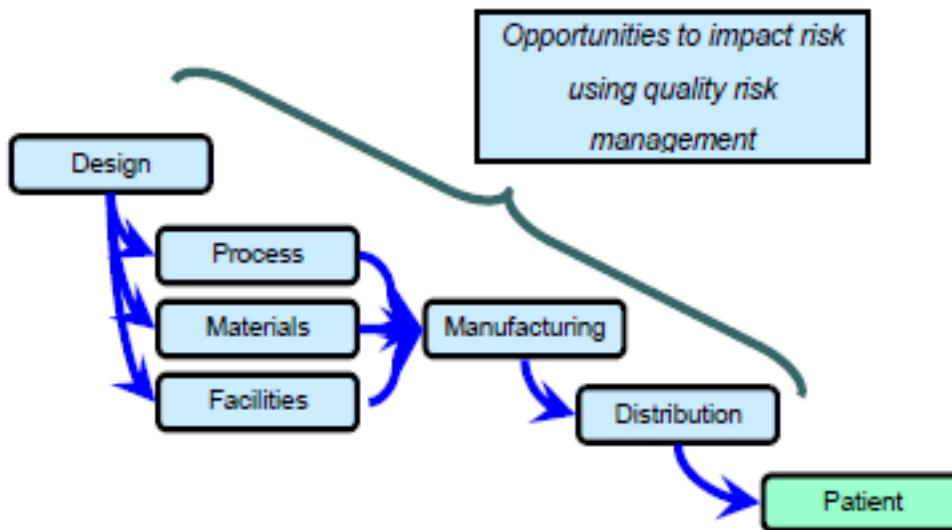 Opportunities to impact risk
using quality risk
management
Design
Process
Materials
Manufacturing
Facilities
Distribution
Patient